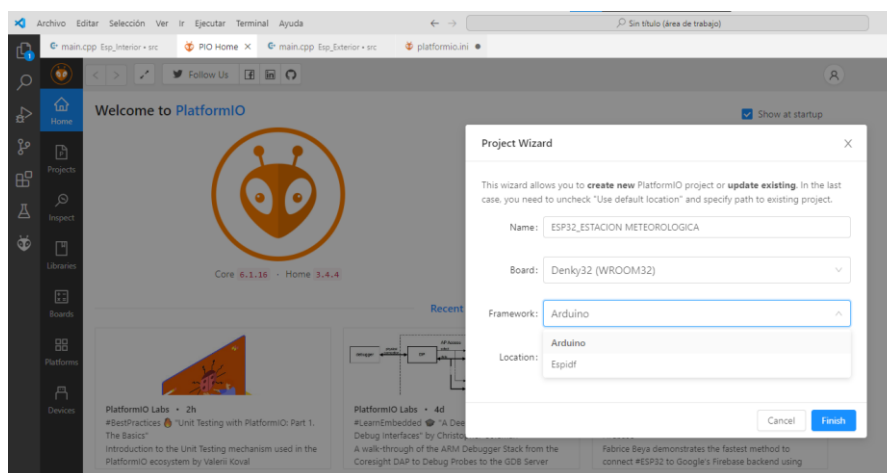 Archivo Editar Selección Ver Ir Ejecutar Terminal Ayuda
Sin título (área de trabajo)
main.cpp Esp_Interior • src
PIO Home
main.cpp Esp_Exterior • src
platformio.ini
Follow Us
Home
Projects
Inspect
Libraries
Boards
Platforms
Devices
Welcome to PlatformIO
Show at startup
Core 6.1.16 · Home 3.4.4
Recent
Project Wizard
This wizard allows you to create new PlatformIO project or update existing. In the last
case, you need to uncheck "Use default location" and specify path to existing project.
Name: ESP32_ESTACION METEOROLOGICA
Board: Denky32 (WROOM32)
Framework: Arduino
Arduino
Espidf
Location:
Cancel
Finish
PlatformIO Labs • 2h
#BestPractices "Unit Testing with PlatformIO: Part 1.
The Basics"
Introduction to the Unit Testing mechanism used in the
PlatformIO ecosystem by Valerii Koval
PlatformIO Labs • 4d
#LearnEmbedded "A Dee
Debug Interfaces" by Christop
A walk-through of the ARM Debugger Stack from the
Coresight DAP to Debug Probes to the GDB Server
Fabrice Beya demonstrates the fastest method to
connect #ESP32 to Google's Firebase backend using